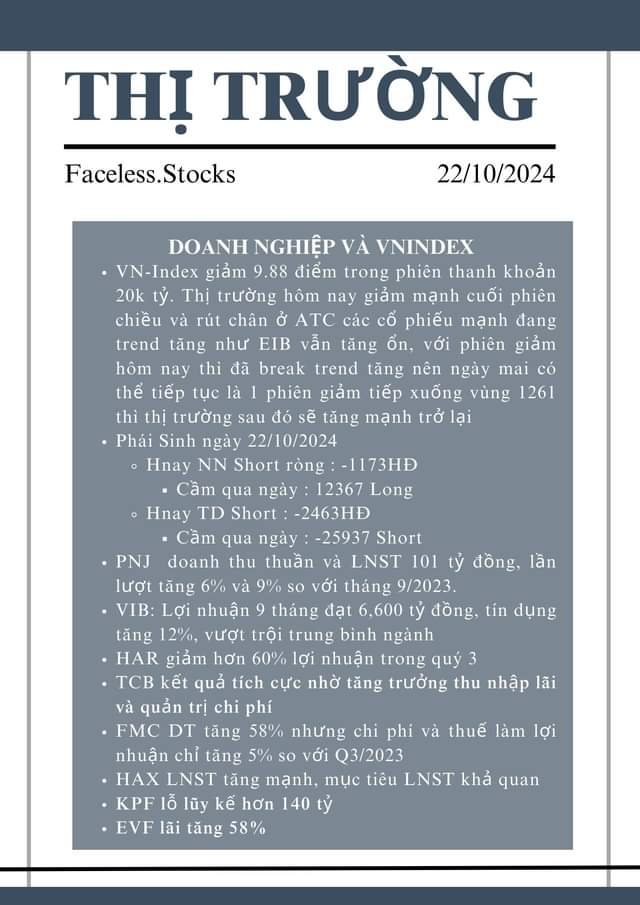 THỊ TRƯỜNG
Faceless.Stocks 22/10/2024
DOANH NGHIỆP VÀ VNINDEX
• VN-Index giảm 9.88 điểm trong phiên thanh khoản
20k tỷ. Thị trường hôm nay giảm mạnh cuối phiên
chiều và rút chân ở ATC các cổ phiếu mạnh đang
trend tăng như EIB vẫn tăng ổn, với phiên giảm
hôm nay thì đã break trend tăng nên ngày mai có
thể tiếp tục là 1 phiên giảm tiếp xuống vùng 1261
thì thị trường sau đó sẽ tăng mạnh trở lại
• Phái Sinh ngày 22/10/2024
◦ Hnay NN Short ròng : -1173HĐ
▪ Cầm qua ngày : 12367 Long
◦ Hnay TD Short : -2463HĐ
▪ Cầm qua ngày : -25937 Short
• PNJ doanh thu thuần và LNST 101 tỷ đồng, lần
lượt tăng 6% và 9% so với tháng 9/2023.
• VIB: Lợi nhuận 9 tháng đạt 6,600 tỷ đồng, tín dụng
tăng 12%, vượt trội trung bình ngành
• HAR giảm hơn 60% lợi nhuận trong quý 3
• TCB kết quả tích cực nhờ tăng trưởng thu nhập lãi
và quản trị chi phí
• FMC DT tăng 58% nhưng chi phí và thuế làm lợi
nhuận chỉ tăng 5% so với Q3/2023
• HAX LNST tăng mạnh, mục tiêu LNST khả quan
• KPF lỗ lũy kế hơn 140 tỷ
• EVF lãi tăng 58%